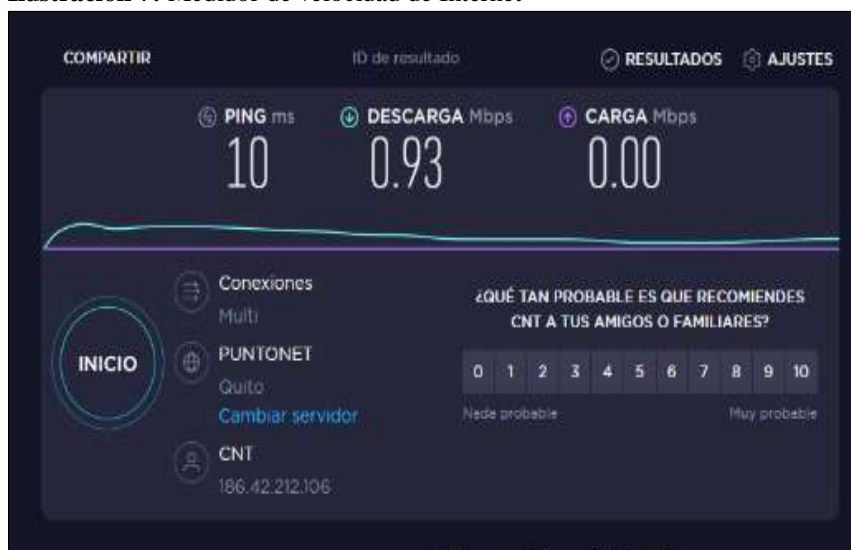 Ilustración 7: Medidor de velocidad de Internet
COMPARTIR
ID de resultado
RESULTADOS
AJUSTES
PING ms
DESCARGA Mbps
CARGA Mbps
10
0.93
0.00
Conexiones
Multi
PUNTONET
Quito
Cambiar servidor
CNT
186.42.212.106
INICIO
¿QUÉ TAN PROBABLE ES QUE RECOMIENDES
CNT A TUS AMIGOS O FAMILIARES?
0 1 2 3 4 5 6 7 8 9 10
Nada probable
Muy probable